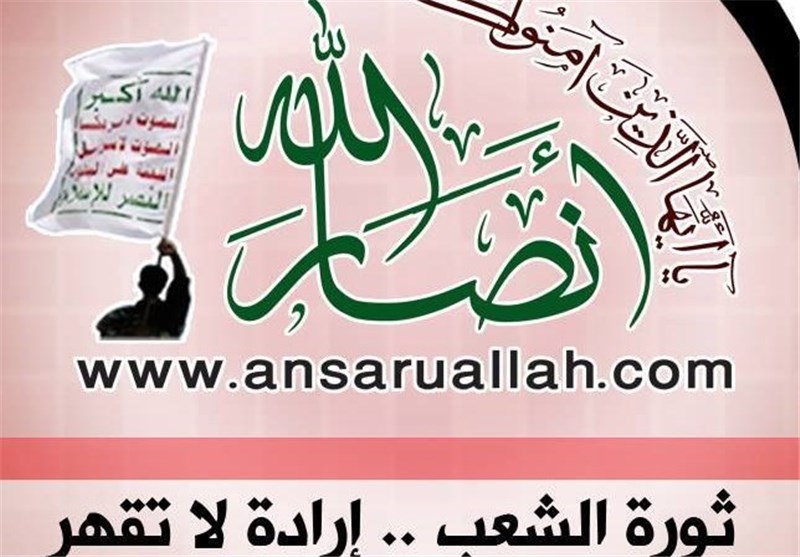 يا أيها الذين آمنوا
الله أكبر
الموت لأمريكا
الموت لإسرائيل
اللعنة على اليهود
النصر للإسلام
أنصار الله
www.ansaruallah.com
ثورة الشعب .. إرادة لا تقهر